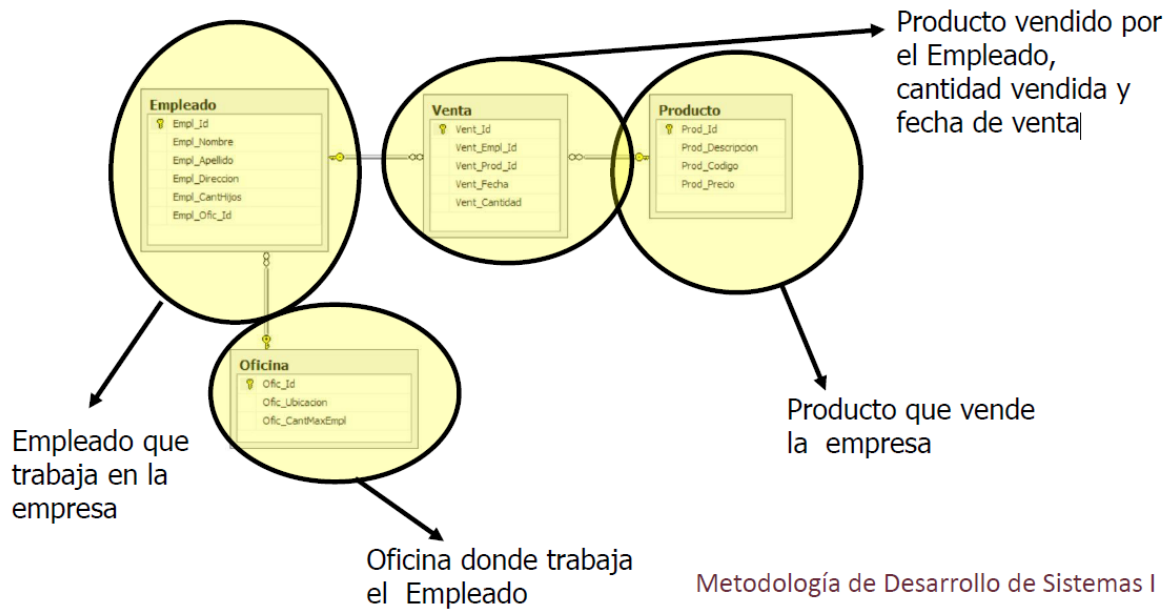 Producto vendido por
el Empleado,
cantidad vendida y
fecha de venta
Empleado
Empl_Id
Empl_Nombre
Empl_Apellido
Empl_Direccion
Empl_CantHijos
Empl_Ofic_Id
Venta
Vent_Id
Vent_Empl_Id
Vent_Prod_Id
Vent_Fecha
Vent_Cantidad
Producto
Prod_Id
Prod_Descripcion
Prod_Codigo
Prod_Precio
Oficina
Ofic_Id
Ofic_Ubicacion
Ofic_CantMaxEmpl
Empleado que
trabaja en la
empresa
Producto que vende
la empresa
Oficina donde trabaja
el Empleado
Metodología de Desarrollo de Sistemas I